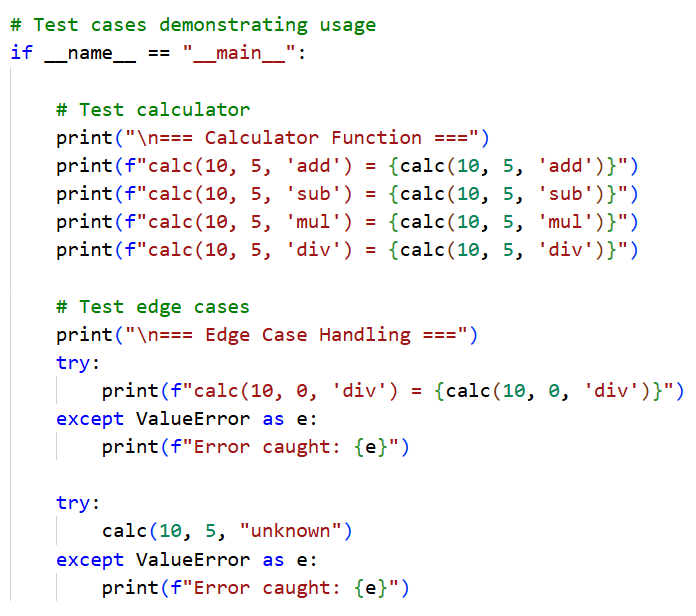 # Test cases demonstrating usage
if __name__ == "__main__":
    # Test calculator
    print("\n=== Calculator Function ===")
    print(f"calc(10, 5, 'add') = {calc(10, 5, 'add')}")
    print(f"calc(10, 5, 'sub') = {calc(10, 5, 'sub')}")
    print(f"calc(10, 5, 'mul') = {calc(10, 5, 'mul')}")
    print(f"calc(10, 5, 'div') = {calc(10, 5, 'div')}")
    # Test edge cases
    print("\n=== Edge Case Handling ===")
    try:
        print(f"calc(10, 0, 'div') = {calc(10, 0, 'div')}")
    except ValueError as e:
        print(f"Error caught: {e}")
    try:
        calc(10, 5, "unknown")
    except ValueError as e:
        print(f"Error caught: {e}")